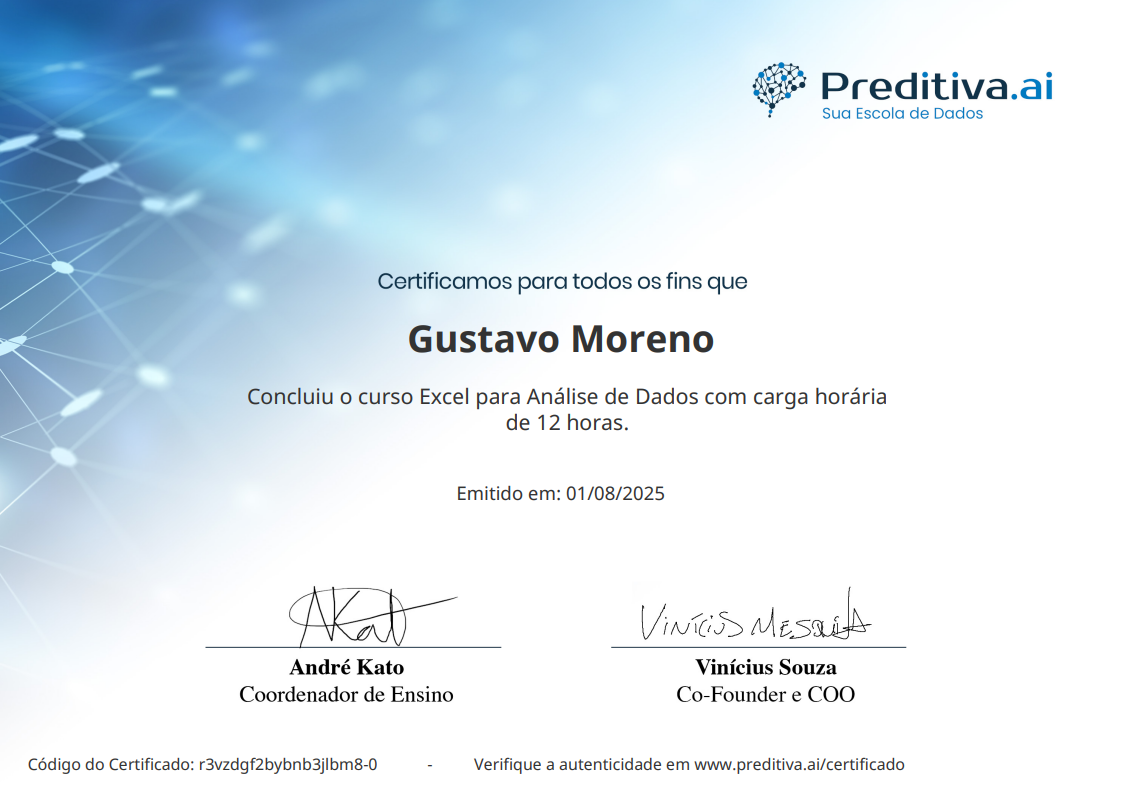 Preditiva.ai
Sua Escola de Dados
Certificamos para todos os fins que
Gustavo Moreno
Concluiu o curso Excel para Análise de Dados com carga horária
de 12 horas.
Emitido em: 01/08/2025
AKato
Vinícius Mesquita
André Kato
Vinícius Souza
Coordenador de Ensino
Co-Founder e COO
Código do Certificado: r3vzdgf2bybnb3jlbm8-0 - Verifique a autenticidade em www.preditiva.ai/certificado